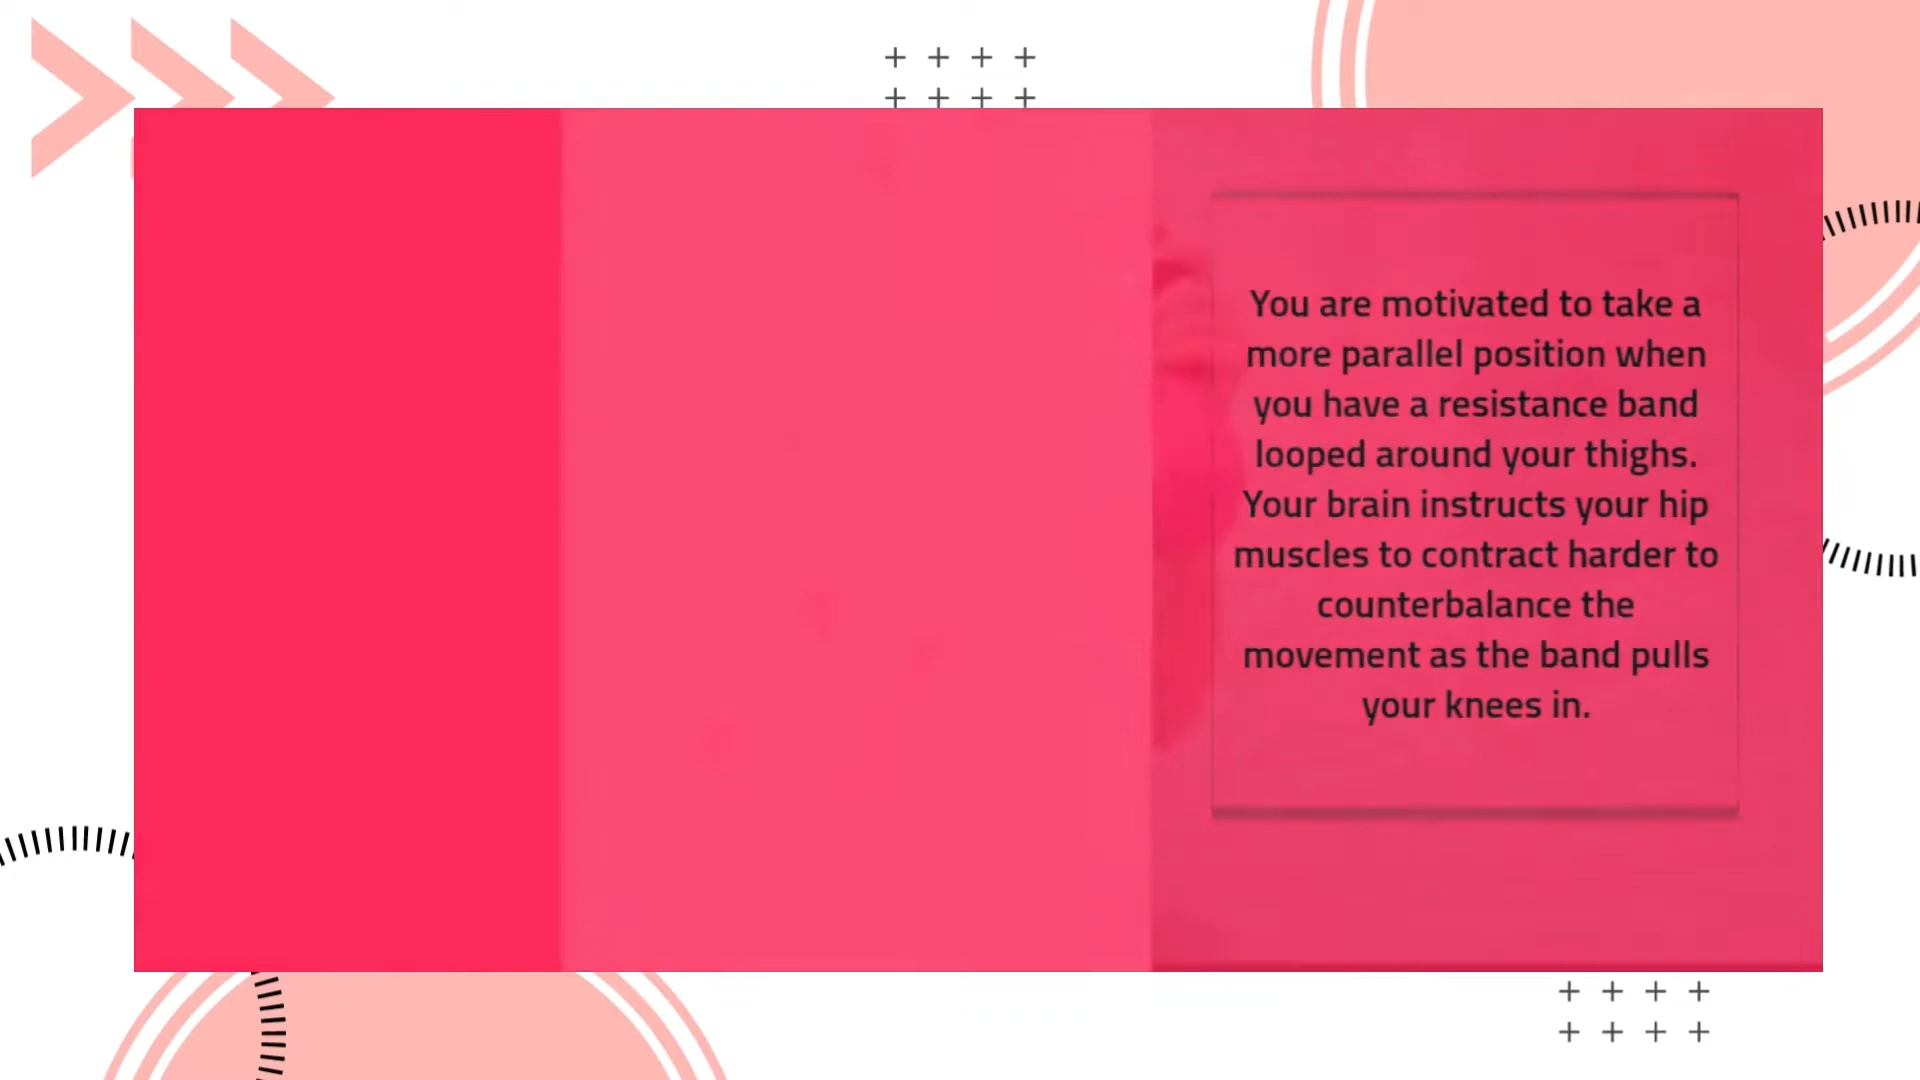 You are motivated to take a
more parallel position when
you have a resistance band
looped around your thighs.
Your brain instructs your hip
muscles to contract harder to
counterbalance the
movement as the band pulls
your knees in.